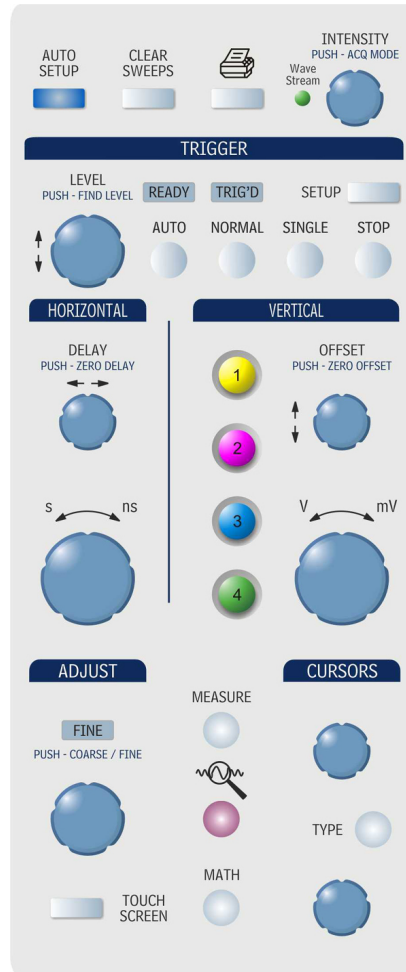 AUTO
SETUP
CLEAR
SWEEPS
INTENSITY
PUSH - ACQ MODE
Wave
Stream
TRIGGER
LEVEL
PUSH - FIND LEVEL
READY
TRIG'D
SETUP
AUTO
NORMAL
SINGLE
STOP
HORIZONTAL
VERTICAL
DELAY
PUSH - ZERO DELAY
1
OFFSET
PUSH - ZERO OFFSET
2
s
ns
3
V
mV
4
ADJUST
CURSORS
MEASURE
FINE
PUSH - COARSE / FINE
TYPE
MATH
TOUCH
SCREEN